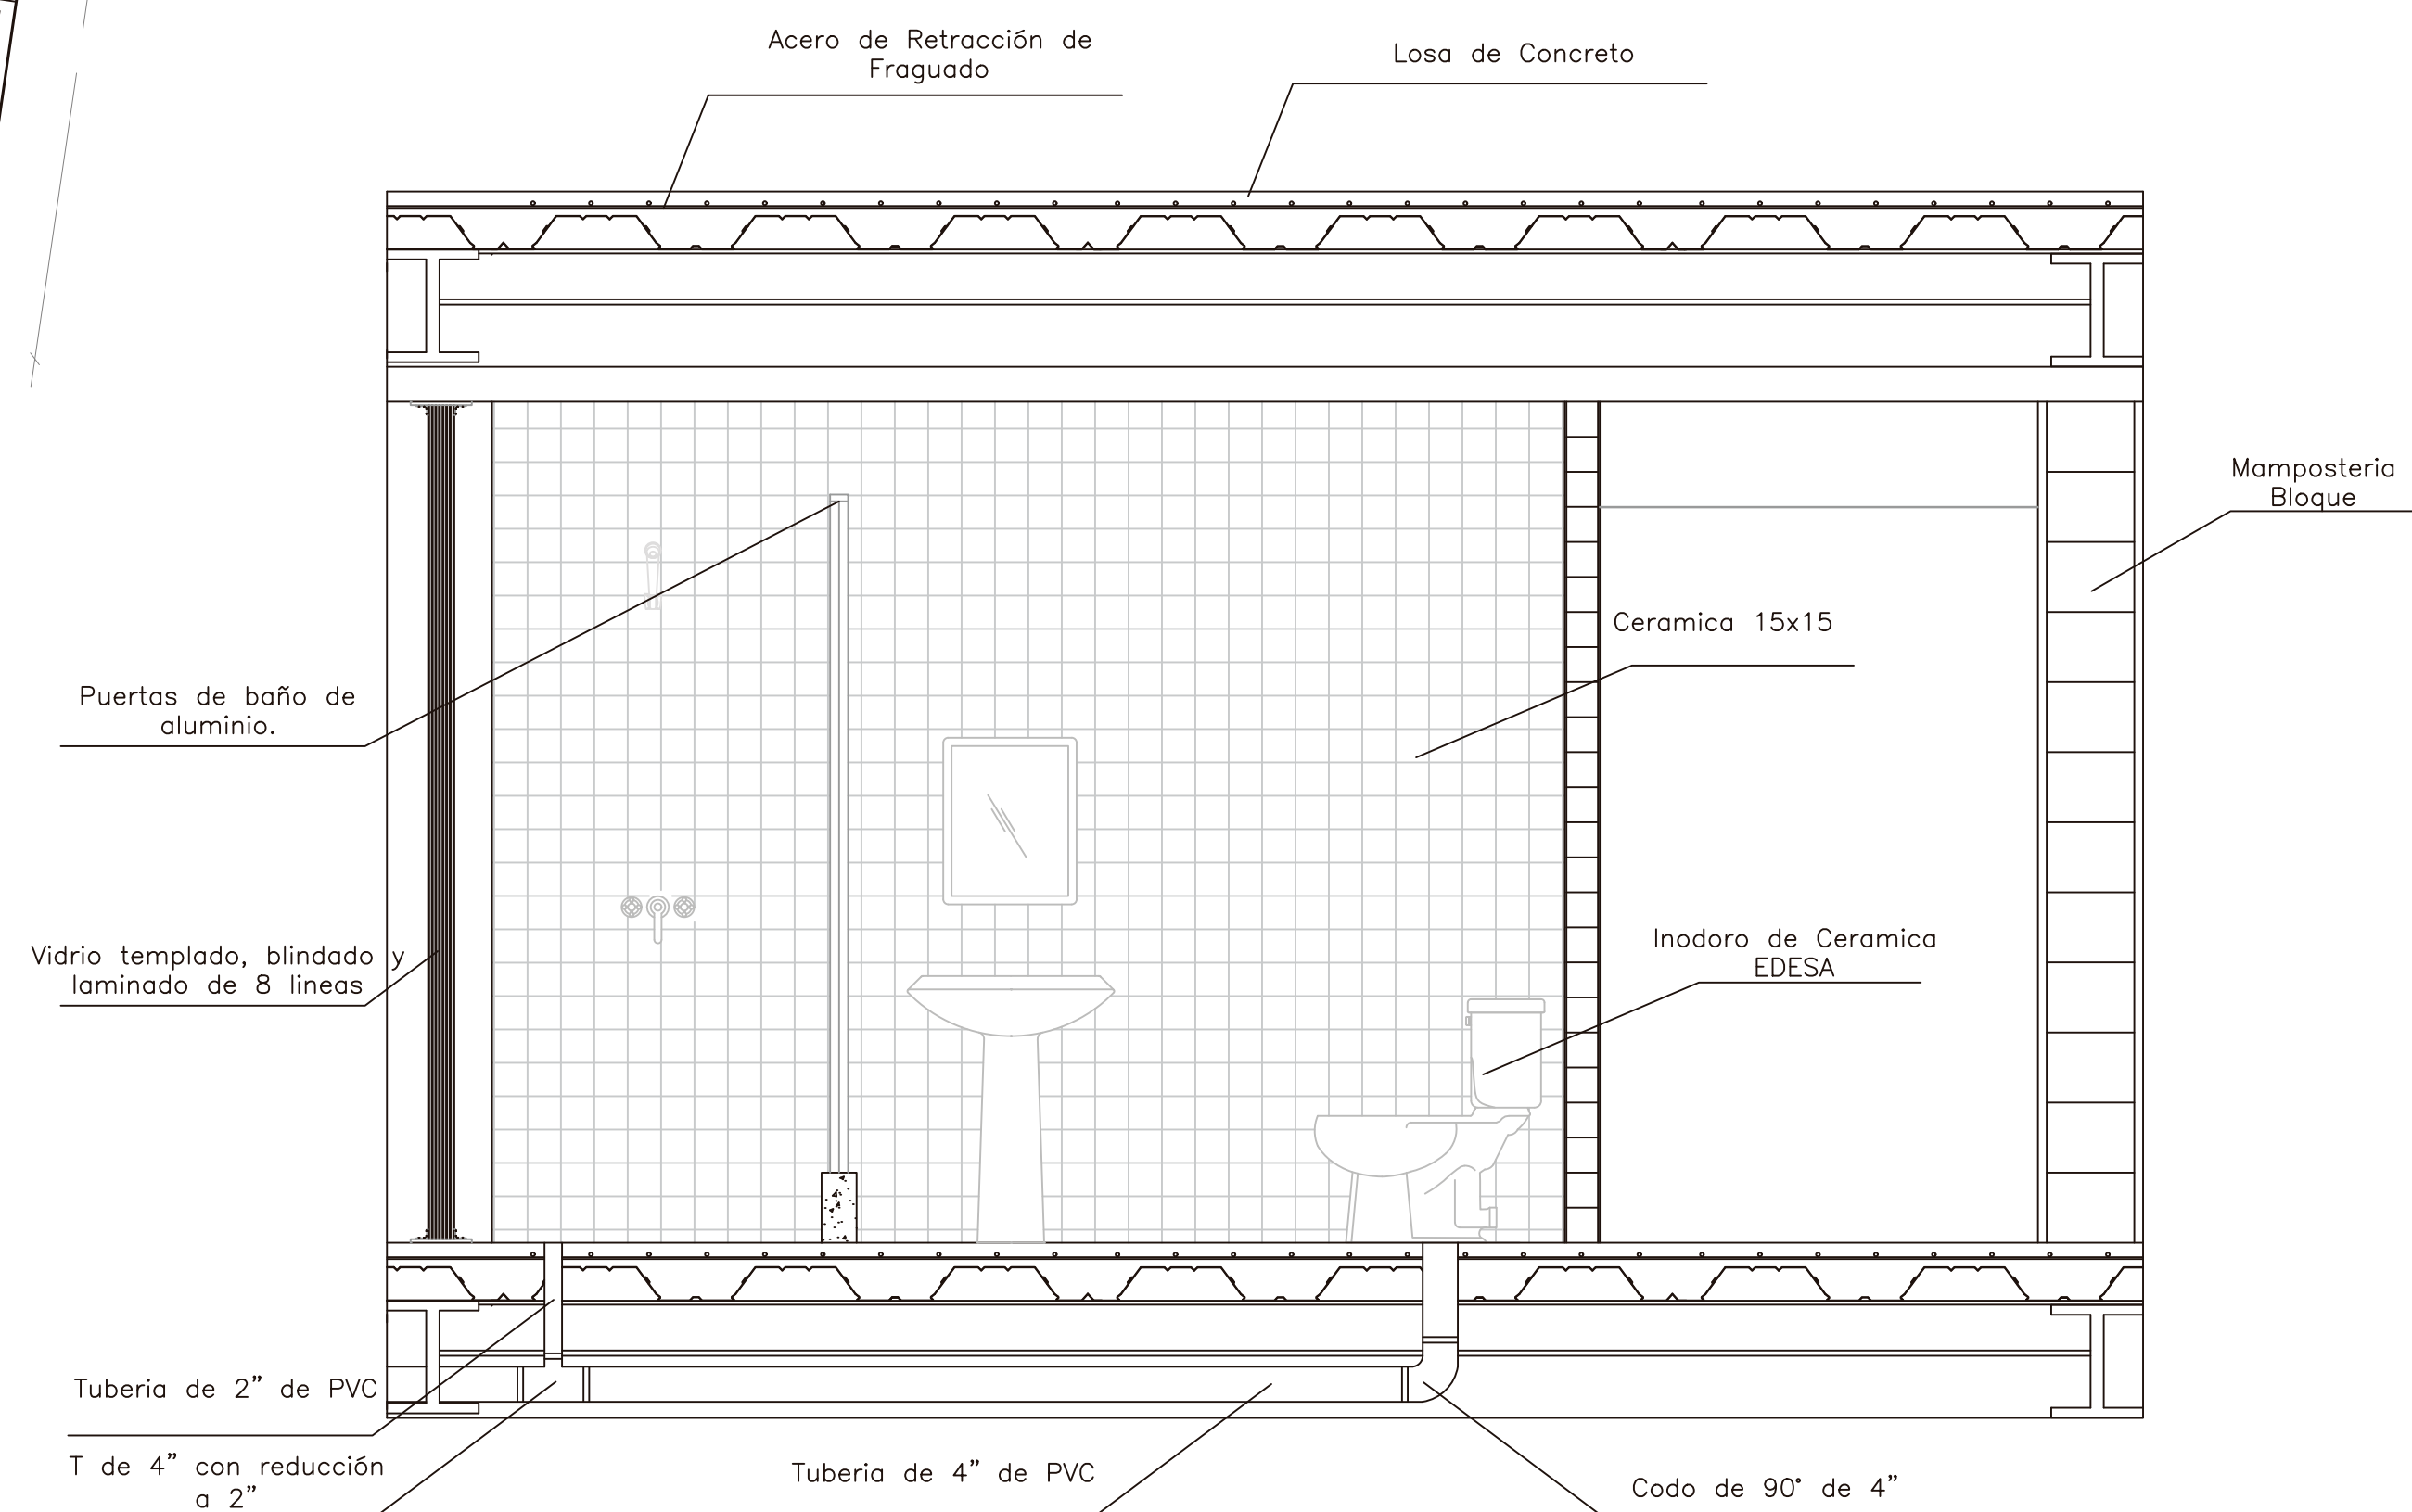 Acero de Retracción de
Fraguado
Losa de Concreto
Mamposteria
Bloque
Ceramica 15x15
Puertas de baño de
aluminio.
Inodoro de Ceramica
EDESA
Vidrio templado, blindado y
laminado de 8 lineas
Tuberia de 2” de PVC
T de 4” con reducción
a 2”
Tuberia de 4” de PVC
Codo de 90° de 4”